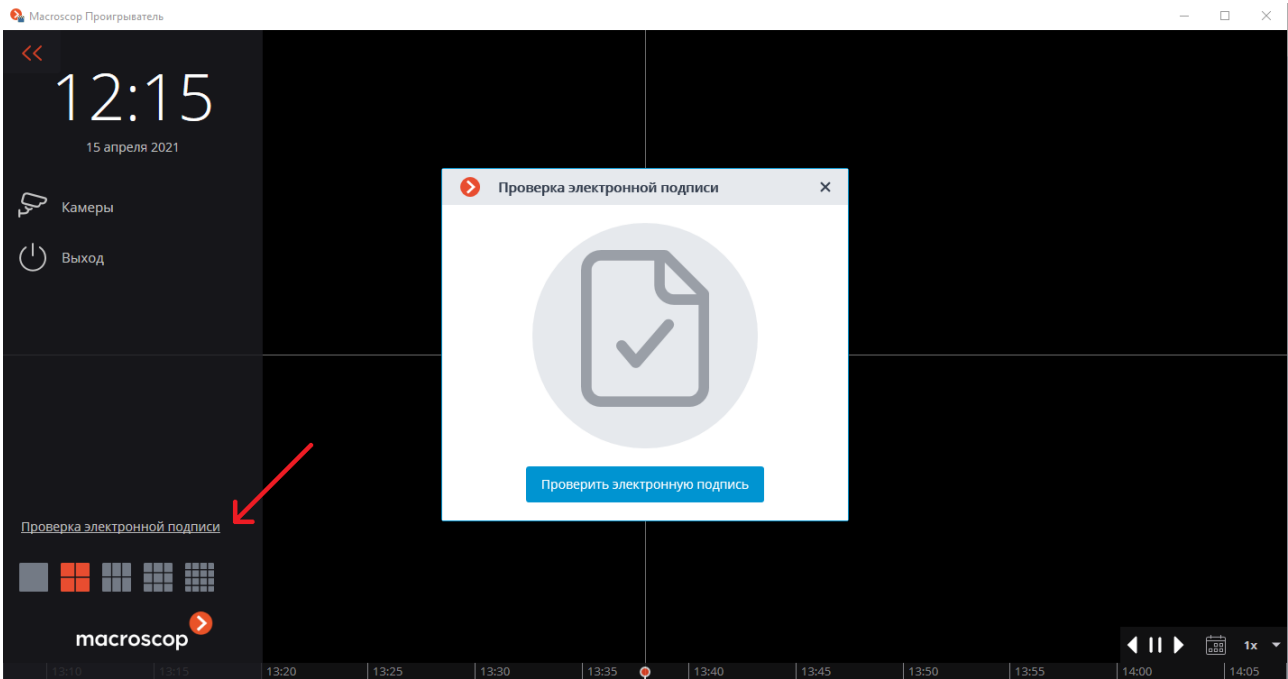 Macroscop Проигрыватель
12:15
15 апреля 2021
Камеры
Выход
Проверка электронной подписи
Проверить электронную подпись
Проверка электронной подписи
macroscop
1x
13:10 13:15 13:20 13:25 13:30 13:35 13:40 13:45 13:50 13:55 14:00 14:05